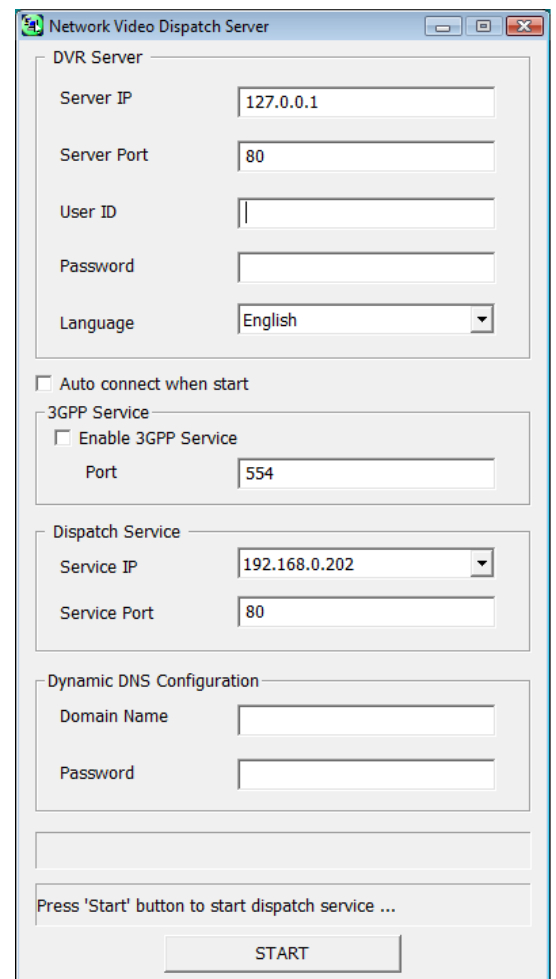 Network Video Dispatch Server
DVR Server
Server IP 127.0.0.1
Server Port 80
User ID
Password
Language English
Auto connect when start
3GPP Service
Enable 3GPP Service
Port 554
Dispatch Service
Service IP 192.168.0.202
Service Port 80
Dynamic DNS Configuration
Domain Name
Password
Press 'Start' button to start dispatch service ...
START